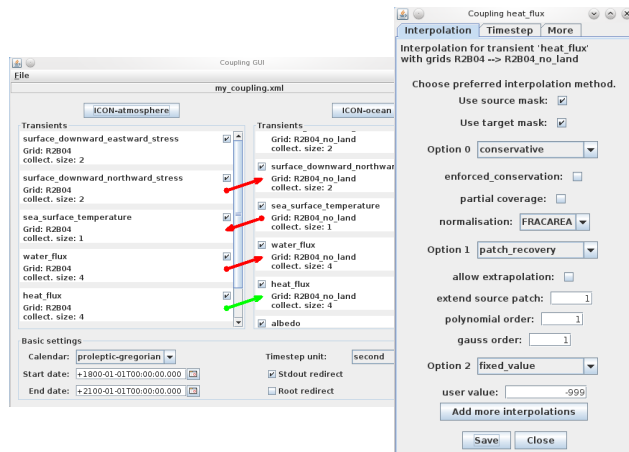 Coupling GUI
File
my_coupling.xml
ICON-atmosphere
ICON-ocean
Transients
surface_downward_eastward_stress
Grid: R2B04
collect. size: 2
surface_downward_northward_stress
Grid: R2B04
collect. size: 2
sea_surface_temperature
Grid: R2B04
collect. size: 1
water_flux
Grid: R2B04
collect. size: 4
heat_flux
Grid: R2B04
collect. size: 4
Transients
Grid: R2B04_no_land
collect. size: 2
surface_downward_northwar
Grid: R2B04_no_land
collect. size: 2
sea_surface_temperature
Grid: R2B04_no_land
collect. size: 1
water_flux
Grid: R2B04_no_land
collect. size: 4
heat_flux
Grid: R2B04_no_land
collect. size: 4
albedo
Basic settings
Calendar: proleptic-gregorian
Timestep unit: second
Start date: +1800-01-01T00:00:00.000
Stdout redirect
End date: +2100-01-01T00:00:00.000
Root redirect
Coupling heat_flux
Interpolation Timestep More
Interpolation for transient 'heat_flux'
with grids R2B04 --> R2B04_no_land
Choose preferred interpolation method.
Use source mask:
Use target mask:
Option 0 conservative
enforced_conservation:
partial coverage:
normalisation: FRACAREA
Option 1 patch_recovery
allow extrapolation:
extend source patch: 1
polynomial order: 1
gauss order: 1
Option 2 fixed_value
user value: -999
Add more interpolations
Save Close